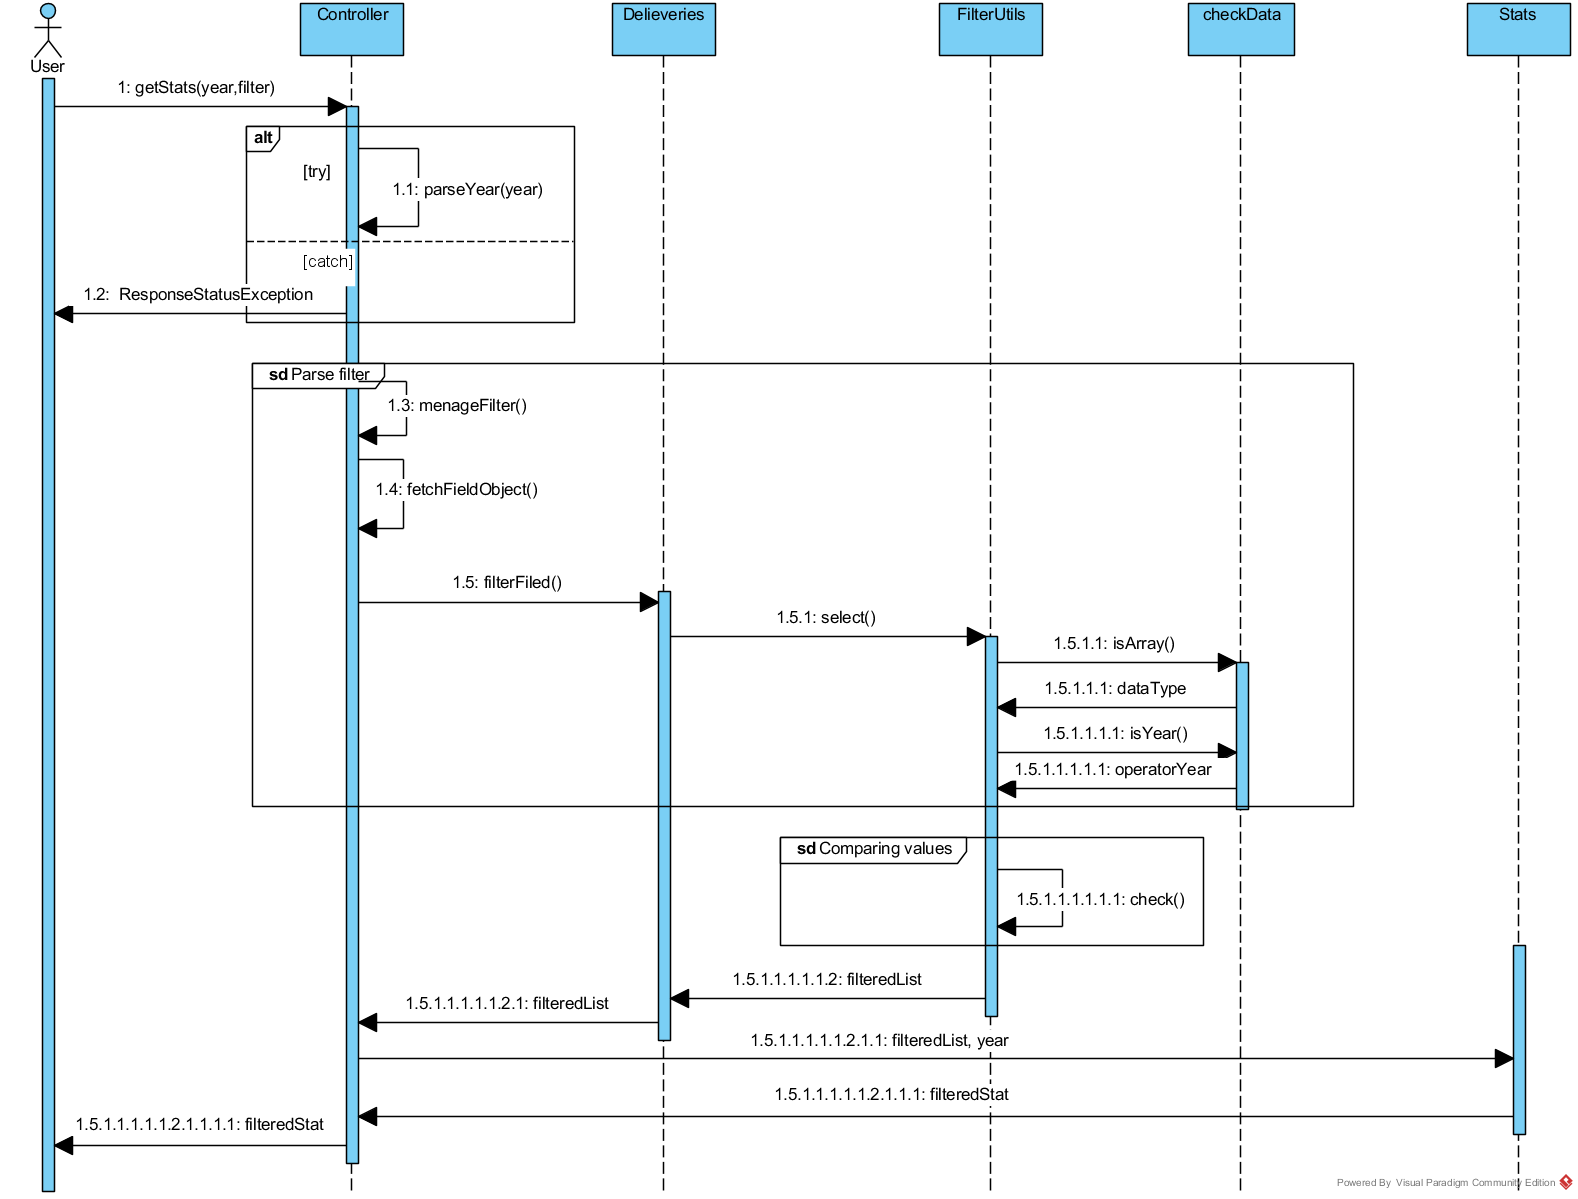 Controller
Delieveries
FilterUtils
checkData
Stats
User
1: getStats(year,filter)
alt
[try]
1.1: parseYear(year)
[catch]
1.2: ResponseStatusException
sd Parse filter
1.3: menageFilter()
1.4: fetchFieldObject()
1.5: filterFiled()
1.5.1: select()
1.5.1.1: isArray()
1.5.1.1.1: dataType
1.5.1.1.1.1: isYear()
1.5.1.1.1.1.1: operatorYear
sd Comparing values
1.5.1.1.1.1.1.1: check()
1.5.1.1.1.1.1.2: filteredList
1.5.1.1.1.1.1.2.1: filteredList
1.5.1.1.1.1.1.2.1.1: filteredList, year
1.5.1.1.1.1.1.2.1.1.1: filteredStat
1.5.1.1.1.1.1.2.1.1.1.1: filteredStat
Powered By Visual Paradigm Community Edition